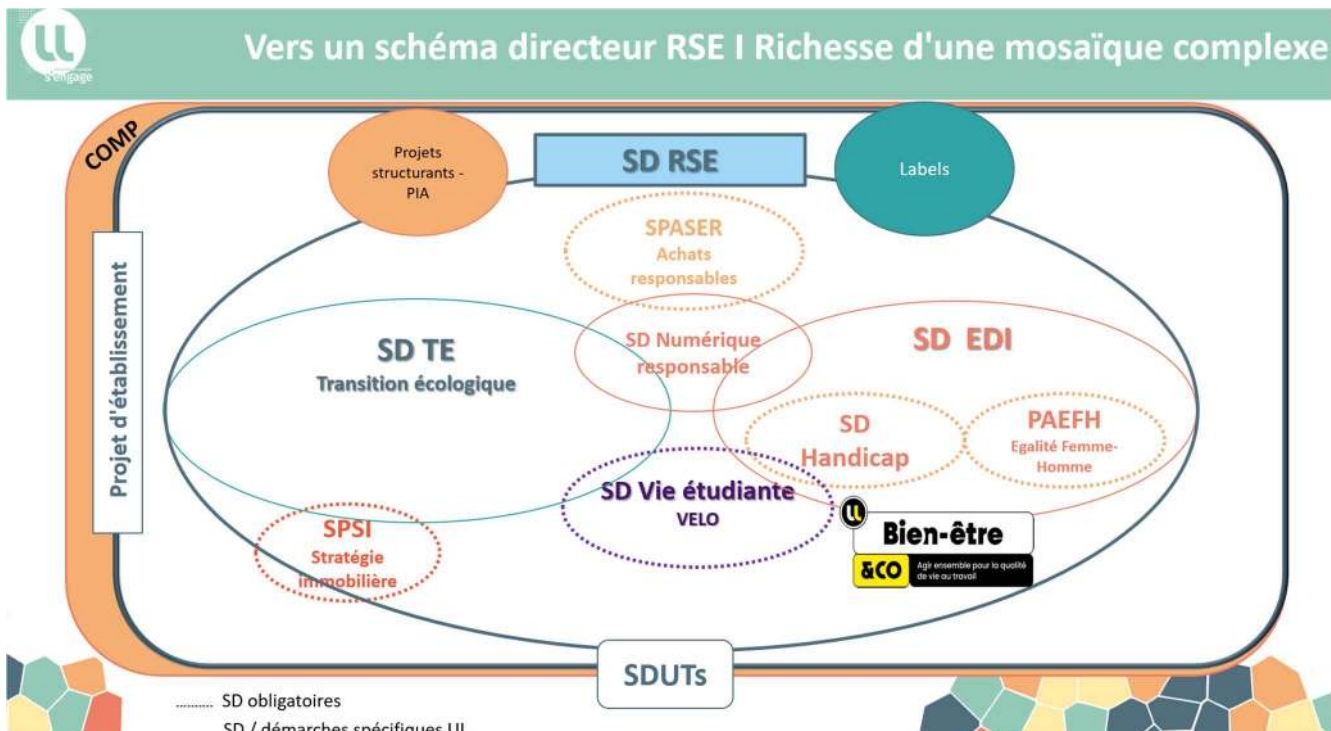 UL
s'engage
Vers un schéma directeur RSE I Richesse d'une mosaïque complexe
COMP
Projet d'établissement
Projets
structurants -
PIA
SD RSE
Labels
SPASER
Achats
responsables
SD Numérique
responsable
SD TE
Transition écologique
SD EDI
SD
Handicap
PAEFH
Egalité Femme-
Homme
SD Vie étudiante
VELO
SPSI
Stratégie
immobilière
UL
Bien-être
&CO
Agir ensemble pour la qualité
de vie au travail
SDUTs
.......... SD obligatoires
SD / démarches spécifiques UL